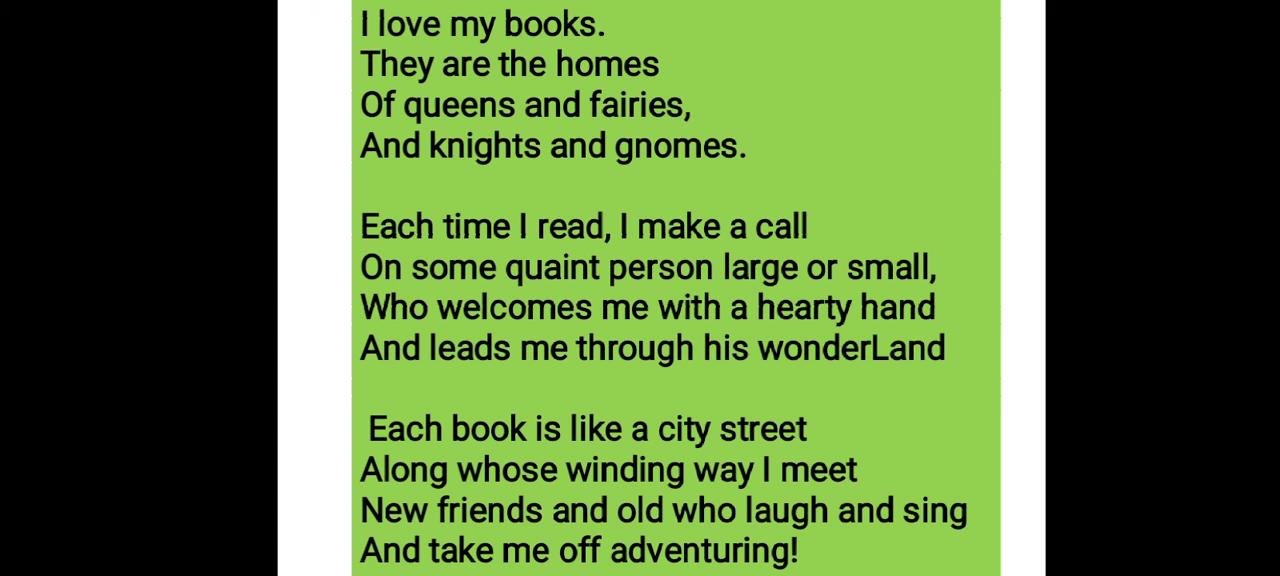 I love my books.
They are the homes
Of queens and fairies,
And knights and gnomes.
Each time I read, I make a call
On some quaint person large or small,
Who welcomes me with a hearty hand
And leads me through his wonderLand
Each book is like a city street
Along whose winding way I meet
New friends and old who laugh and sing
And take me off adventuring!